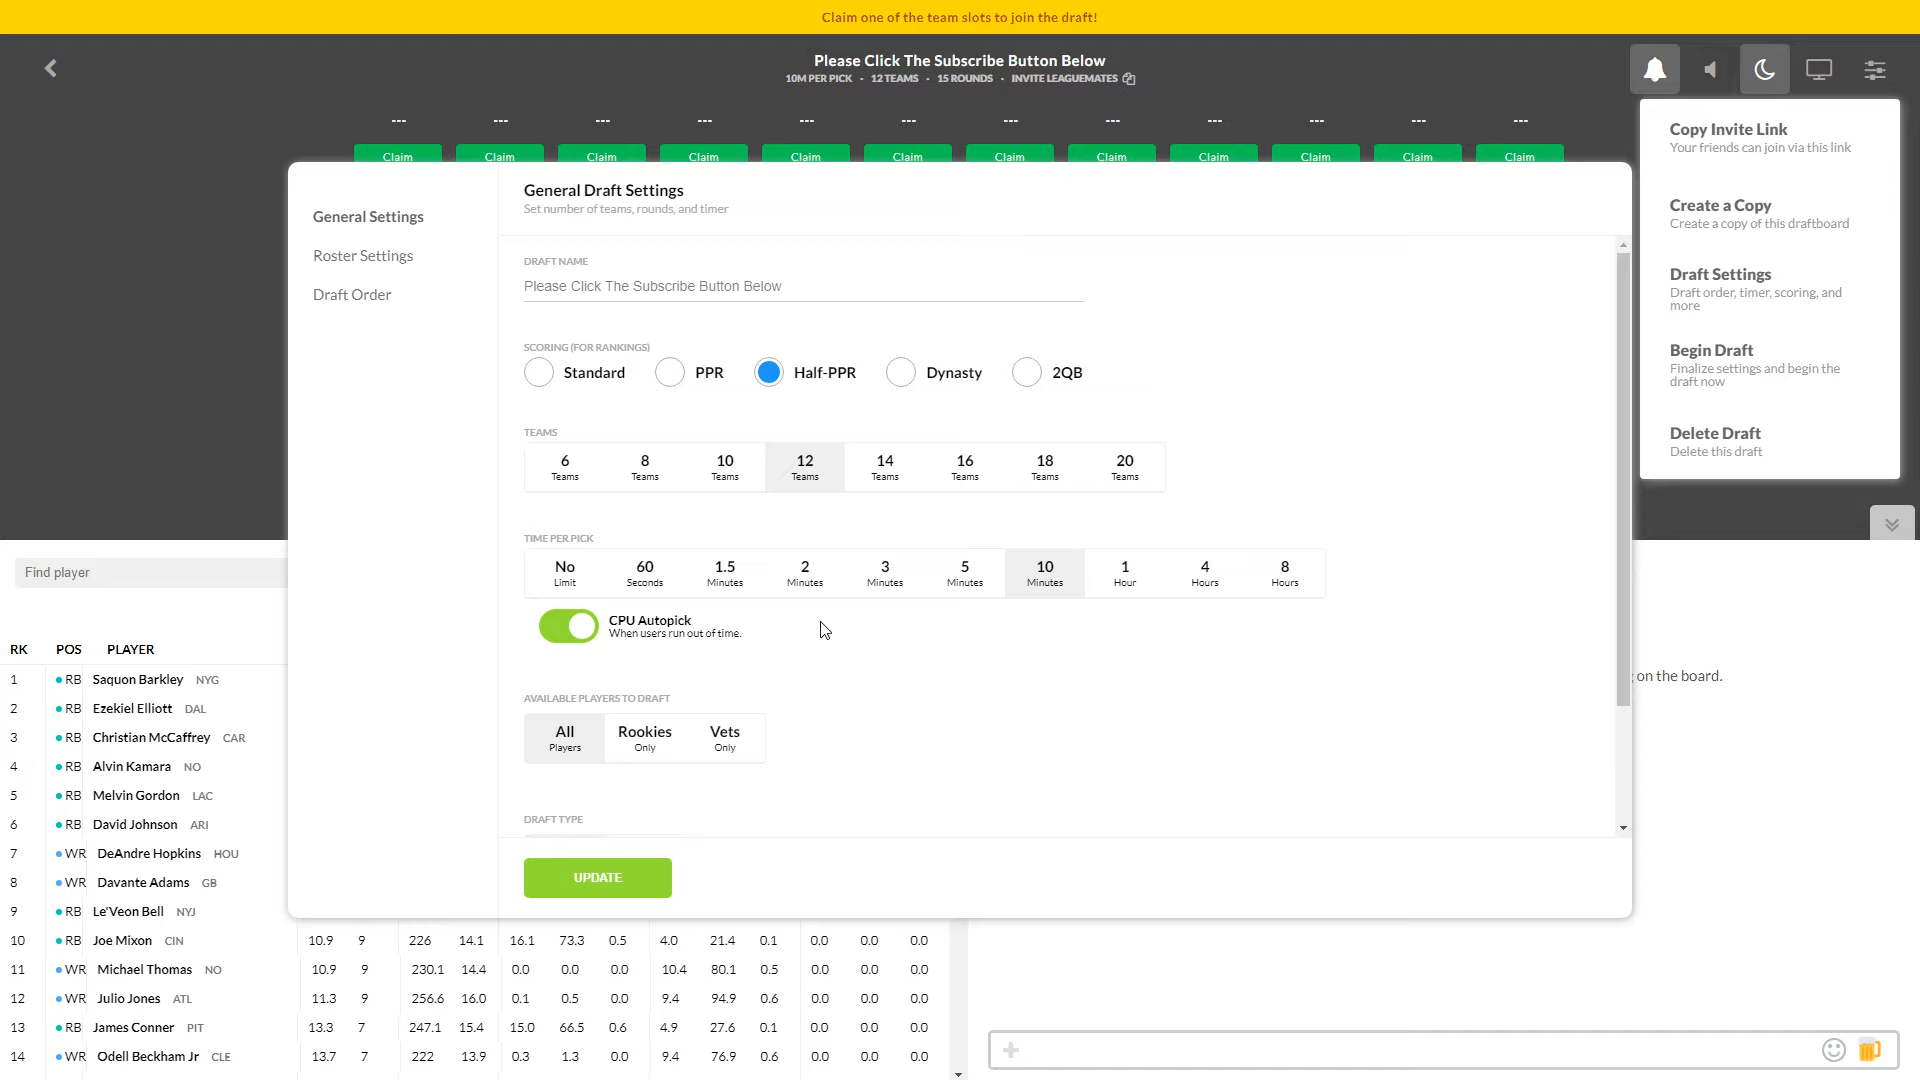 Claim one of the team slots to join the draft!
Please Click The Subscribe Button Below
10M PER PICK - 12 TEAMS - 15 ROUNDS - INVITE LEAGUEMATES
--- --- --- --- --- --- --- --- --- --- --- ---
Claim Claim Claim Claim Claim Claim Claim Claim Claim Claim Claim Claim
Copy Invite Link
Your friends can join via this link
Create a Copy
Create a copy of this draftboard
Draft Settings
Draft order, timer, scoring, and
more
Begin Draft
Finalize settings and begin the
draft now
Delete Draft
Delete this draft
General Settings
Roster Settings
Draft Order
General Draft Settings
Set number of teams, rounds, and timer
DRAFT NAME
Please Click The Subscribe Button Below
SCORING (FOR RANKINGS)
Standard PPR Half-PPR Dynasty 2QB
TEAMS
6 8 10 12 14 16 18 20
Teams Teams Teams Teams Teams Teams Teams Teams
TIME PER PICK
No 60 1.5 2 3 5 10 1 4 8
Limit Seconds Minutes Minutes Minutes Minutes Minutes Hour Hours Hours
CPU Autopick
When users run out of time.
AVAILABLE PLAYERS TO DRAFT
All Rookies Vets
Players Only Only
DRAFT TYPE
UPDATE
Find player
RK POS PLAYER
1 RB Saquon Barkley NYG
2 RB Ezekiel Elliott DAL
3 RB Christian McCaffrey CAR
4 RB Alvin Kamara NO
5 RB Melvin Gordon LAC
6 RB David Johnson ARI
7 WR DeAndre Hopkins HOU
8 WR Davante Adams GB
9 RB Le'Veon Bell NYJ
10 RB Joe Mixon CIN 10.9 9 226 14.1 16.1 73.3 0.5 4.0 21.4 0.1 0.0 0.0 0.0
11 WR Michael Thomas NO 10.9 9 230.1 14.4 0.0 0.0 0.0 10.4 80.1 0.5 0.0 0.0 0.0
12 WR Julio Jones ATL 11.3 9 256.6 16.0 0.1 0.5 0.0 9.4 94.9 0.6 0.0 0.0 0.0
13 RB James Conner PIT 13.3 7 247.1 15.4 15.0 66.5 0.6 4.9 27.6 0.1 0.0 0.0 0.0
14 WR Odell Beckham Jr CLE 13.7 7 222 13.9 0.3 1.3 0.0 9.4 76.9 0.6 0.0 0.0 0.0
on the board.